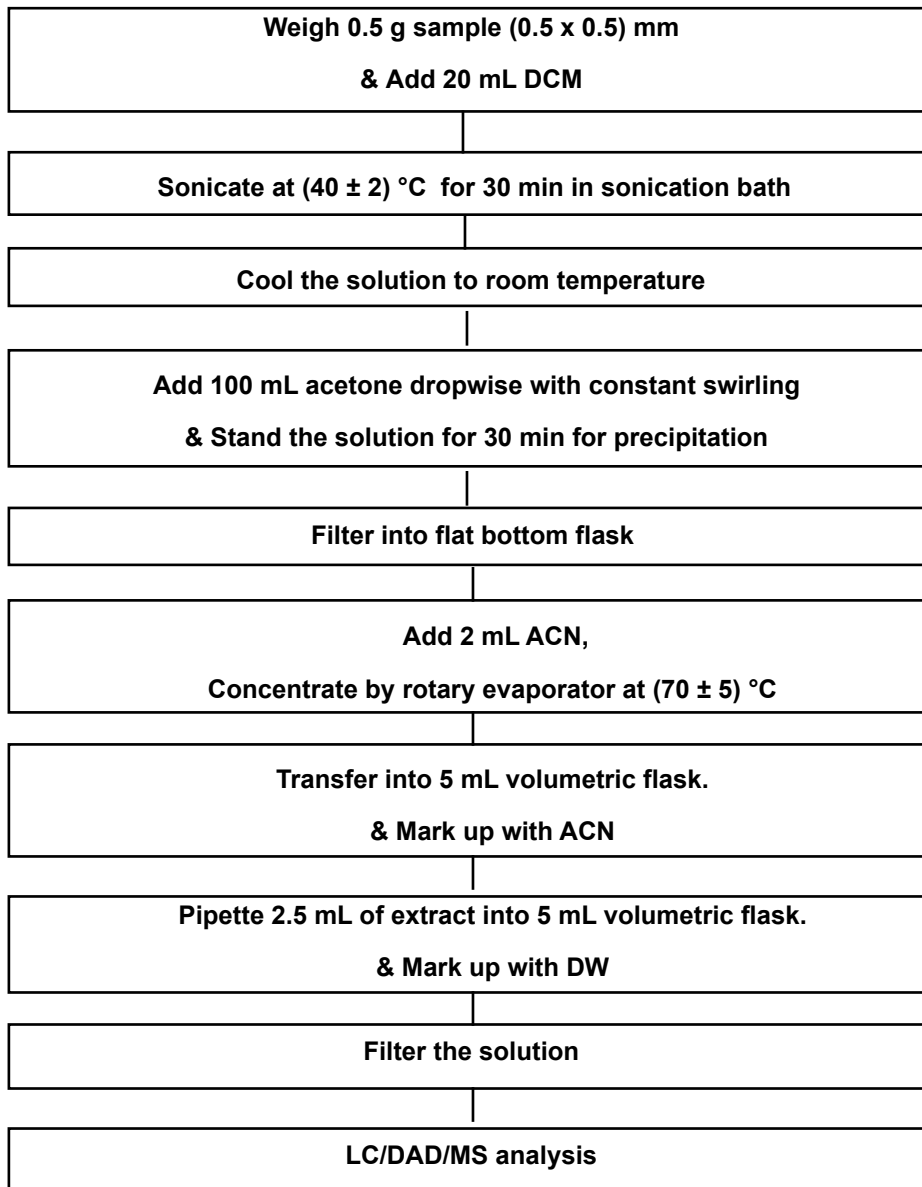 Weigh 0.5 g sample (0.5 x 0.5) mm
& Add 20 mL DCM
Sonicate at (40 ± 2) °C for 30 min in sonication bath
Cool the solution to room temperature
Add 100 mL acetone dropwise with constant swirling
& Stand the solution for 30 min for precipitation
Filter into flat bottom flask
Add 2 mL ACN,
Concentrate by rotary evaporator at (70 ± 5) °C
Transfer into 5 mL volumetric flask.
& Mark up with ACN
Pipette 2.5 mL of extract into 5 mL volumetric flask.
& Mark up with DW
Filter the solution
LC/DAD/MS analysis